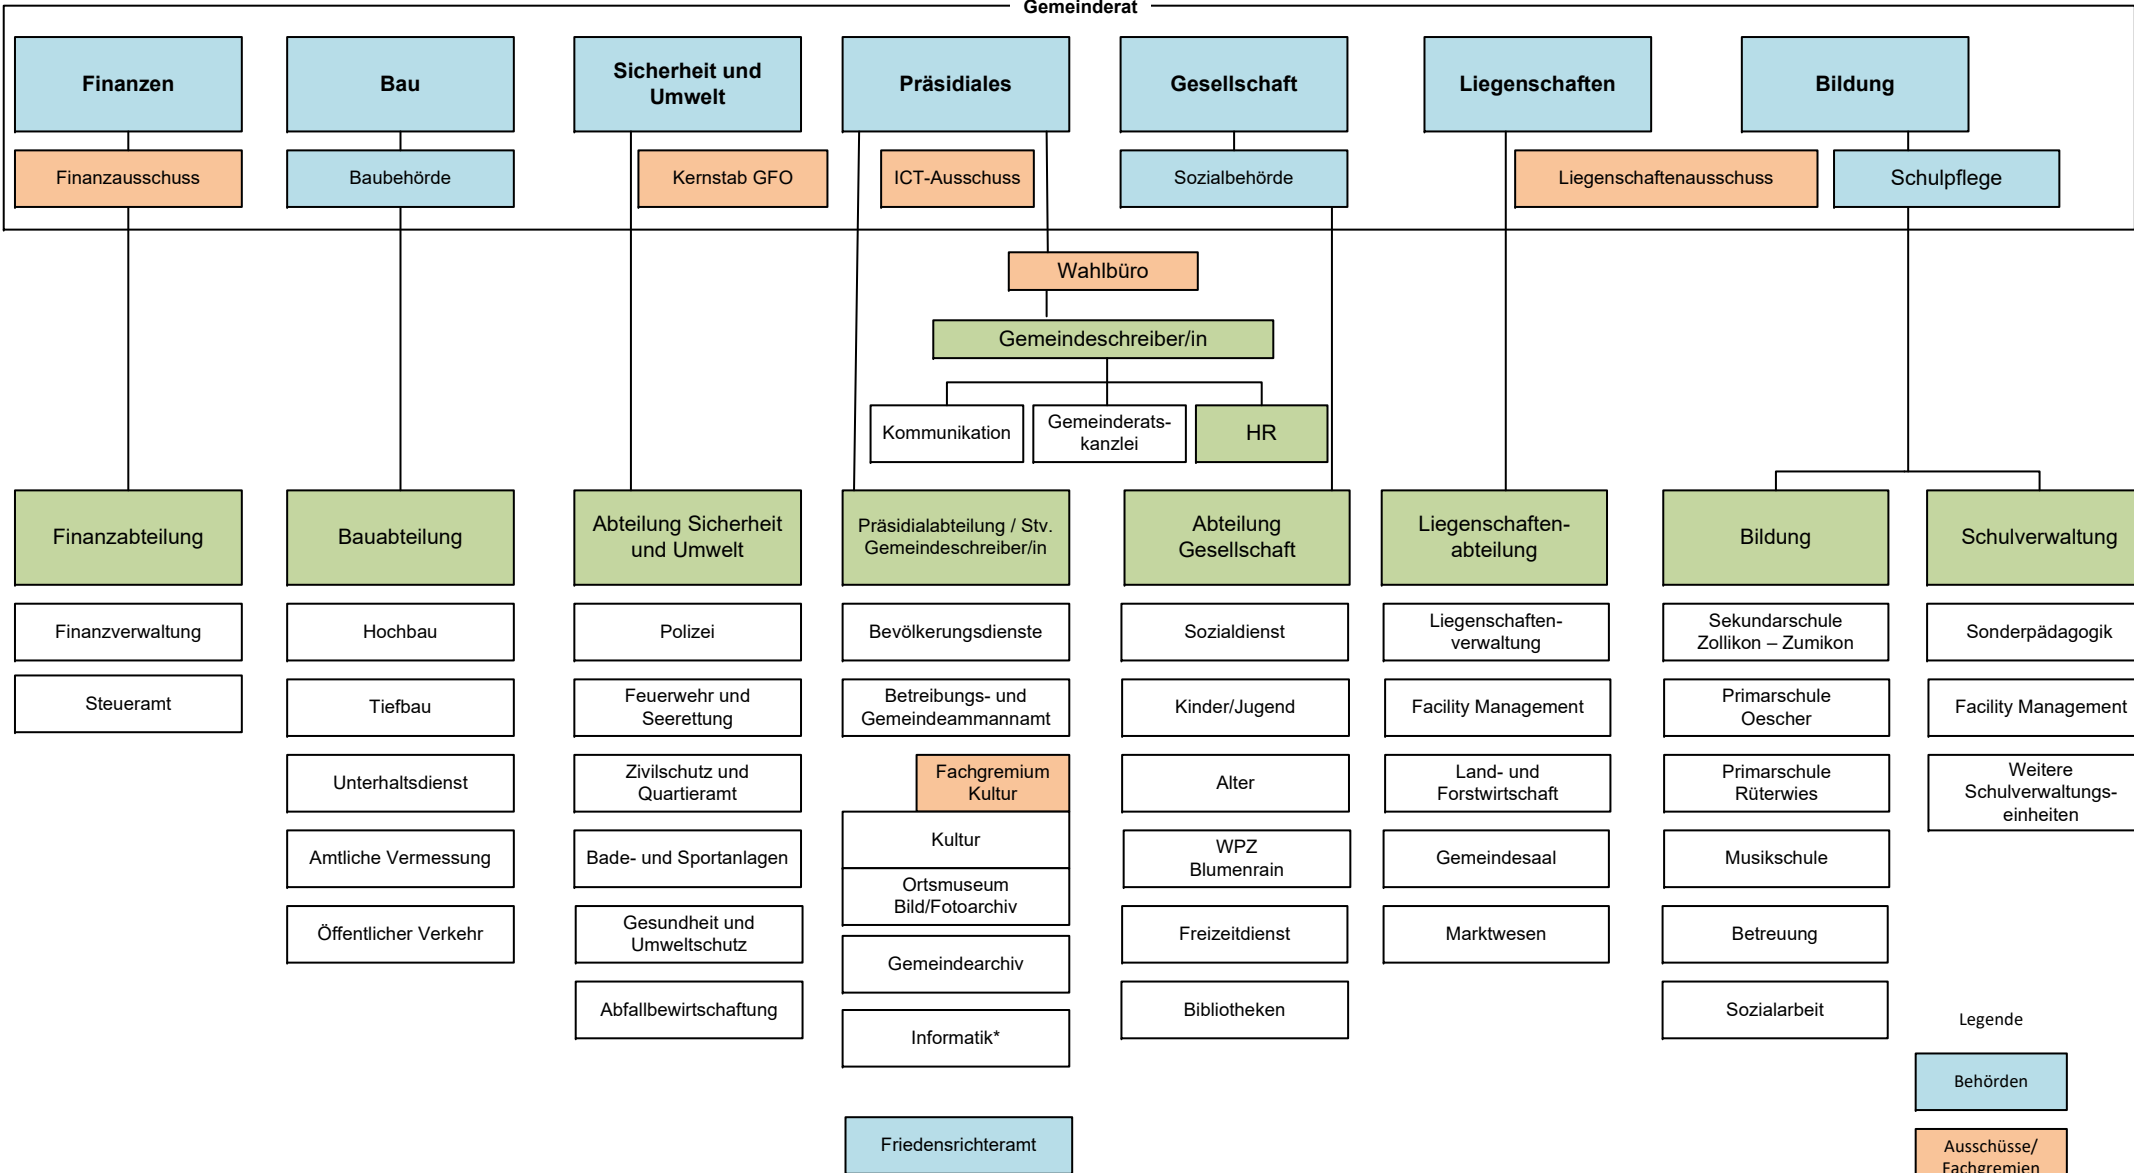 Gemeinderat
Finanzen
Bau
Sicherheit und
Umwelt
Präsidiales
Gesellschaft
Liegenschaften
Bildung
Finanzausschuss
Baubehörde
Kernstab GFO
ICT-Ausschuss
Sozialbehörde
Liegenschaftenausschuss
Schulpflege
Wahlbüro
Gemeindeschreiber/in
Kommunikation
Gemeinderats-
kanzlei
HR
Finanzabteilung
Bauabteilung
Abteilung Sicherheit
und Umwelt
Präsidialabteilung / Stv.
Gemeindeschreiber/in
Abteilung
Gesellschaft
Liegenschaften-
abteilung
Bildung
Schulverwaltung
Finanzverwaltung
Hochbau
Polizei
Bevölkerungsdienste
Sozialdienst
Liegenschaften-
verwaltung
Sekundarschule
Zollikon – Zumikon
Sonderpädagogik
Steueramt
Tiefbau
Feuerwehr und
Seerettung
Betreibungs- und
Gemeindeammannamt
Kinder/Jugend
Facility Management
Primarschule
Oescher
Facility Management
Unterhaltsdienst
Zivilschutz und
Quartieramt
Fachgremium
Kultur
Alter
Land- und
Forstwirtschaft
Primarschule
Rüterwies
Weitere
Schulverwaltungs-
einheiten
Amtliche Vermessung
Bade- und Sportanlagen
Kultur
WPZ
Blumenrain
Gemeindesaal
Musikschule
Ortsmuseum
Bild/Fotoarchiv
Öffentlicher Verkehr
Gesundheit und
Umweltschutz
Gemeindearchiv
Freizeitdienst
Marktwesen
Betreuung
Abfallbewirtschaftung
Informatik*
Bibliotheken
Sozialarbeit
Legende
Behörden
Friedensrichteramt
Ausschüsse/
Fachgremien